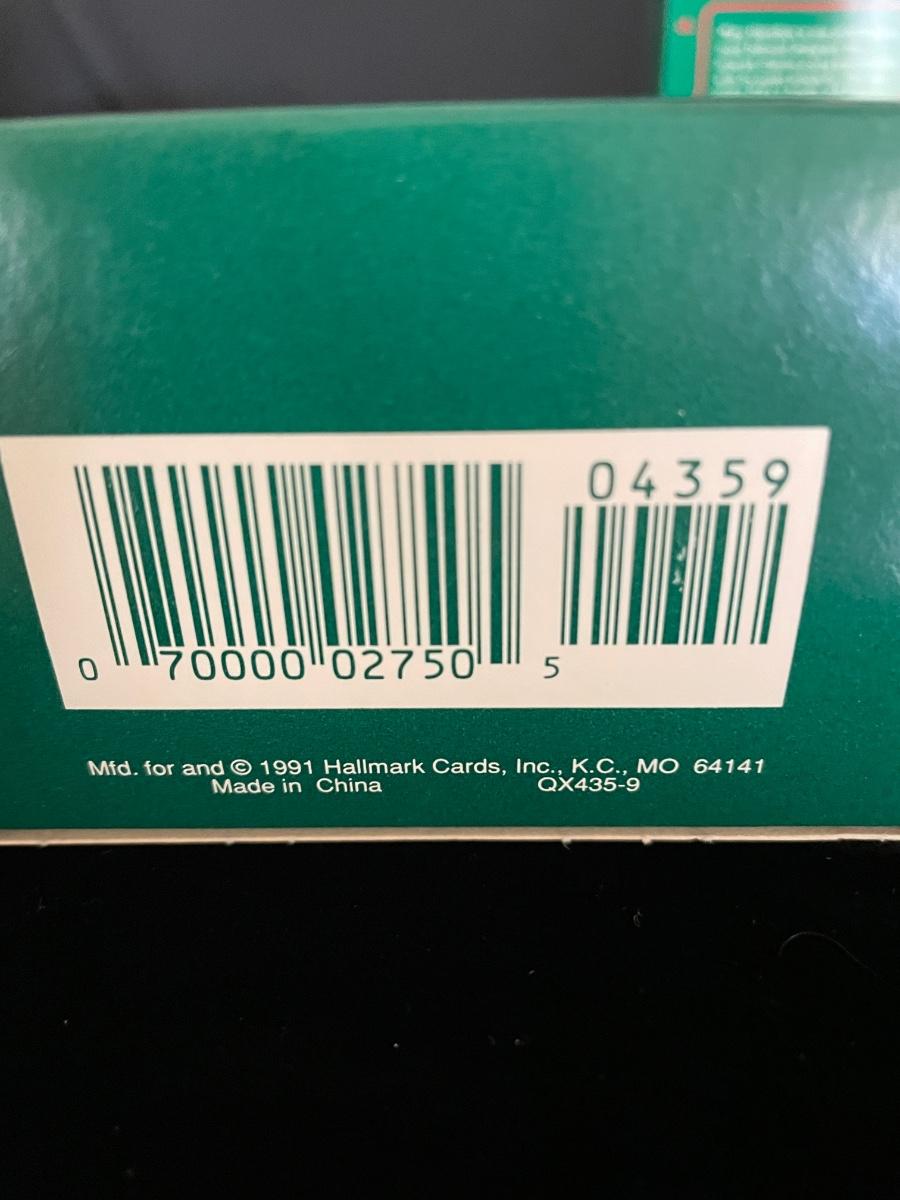 04359
0 70000 02750 5
Mfd. for and © 1991 Hallmark Cards, Inc., K.C., MO 64141
Made in China QX435-9